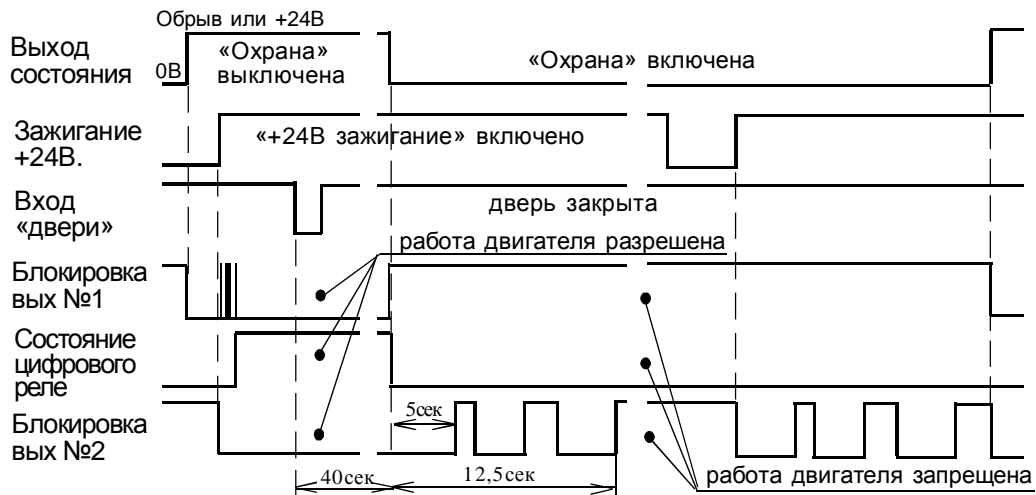 Обрыв или +24В
Выход
состояния
0В
«Охрана»
выключена
«Охрана» включена
Зажигание
+24В.
«+24В зажигание» включено
Вход
«двери»
дверь закрыта
работа двигателя разрешена
Блокировка
вых №1
Состояние
цифрового
реле
5сек
Блокировка
вых №2
40сек
12,5сек
работа двигателя запрещена